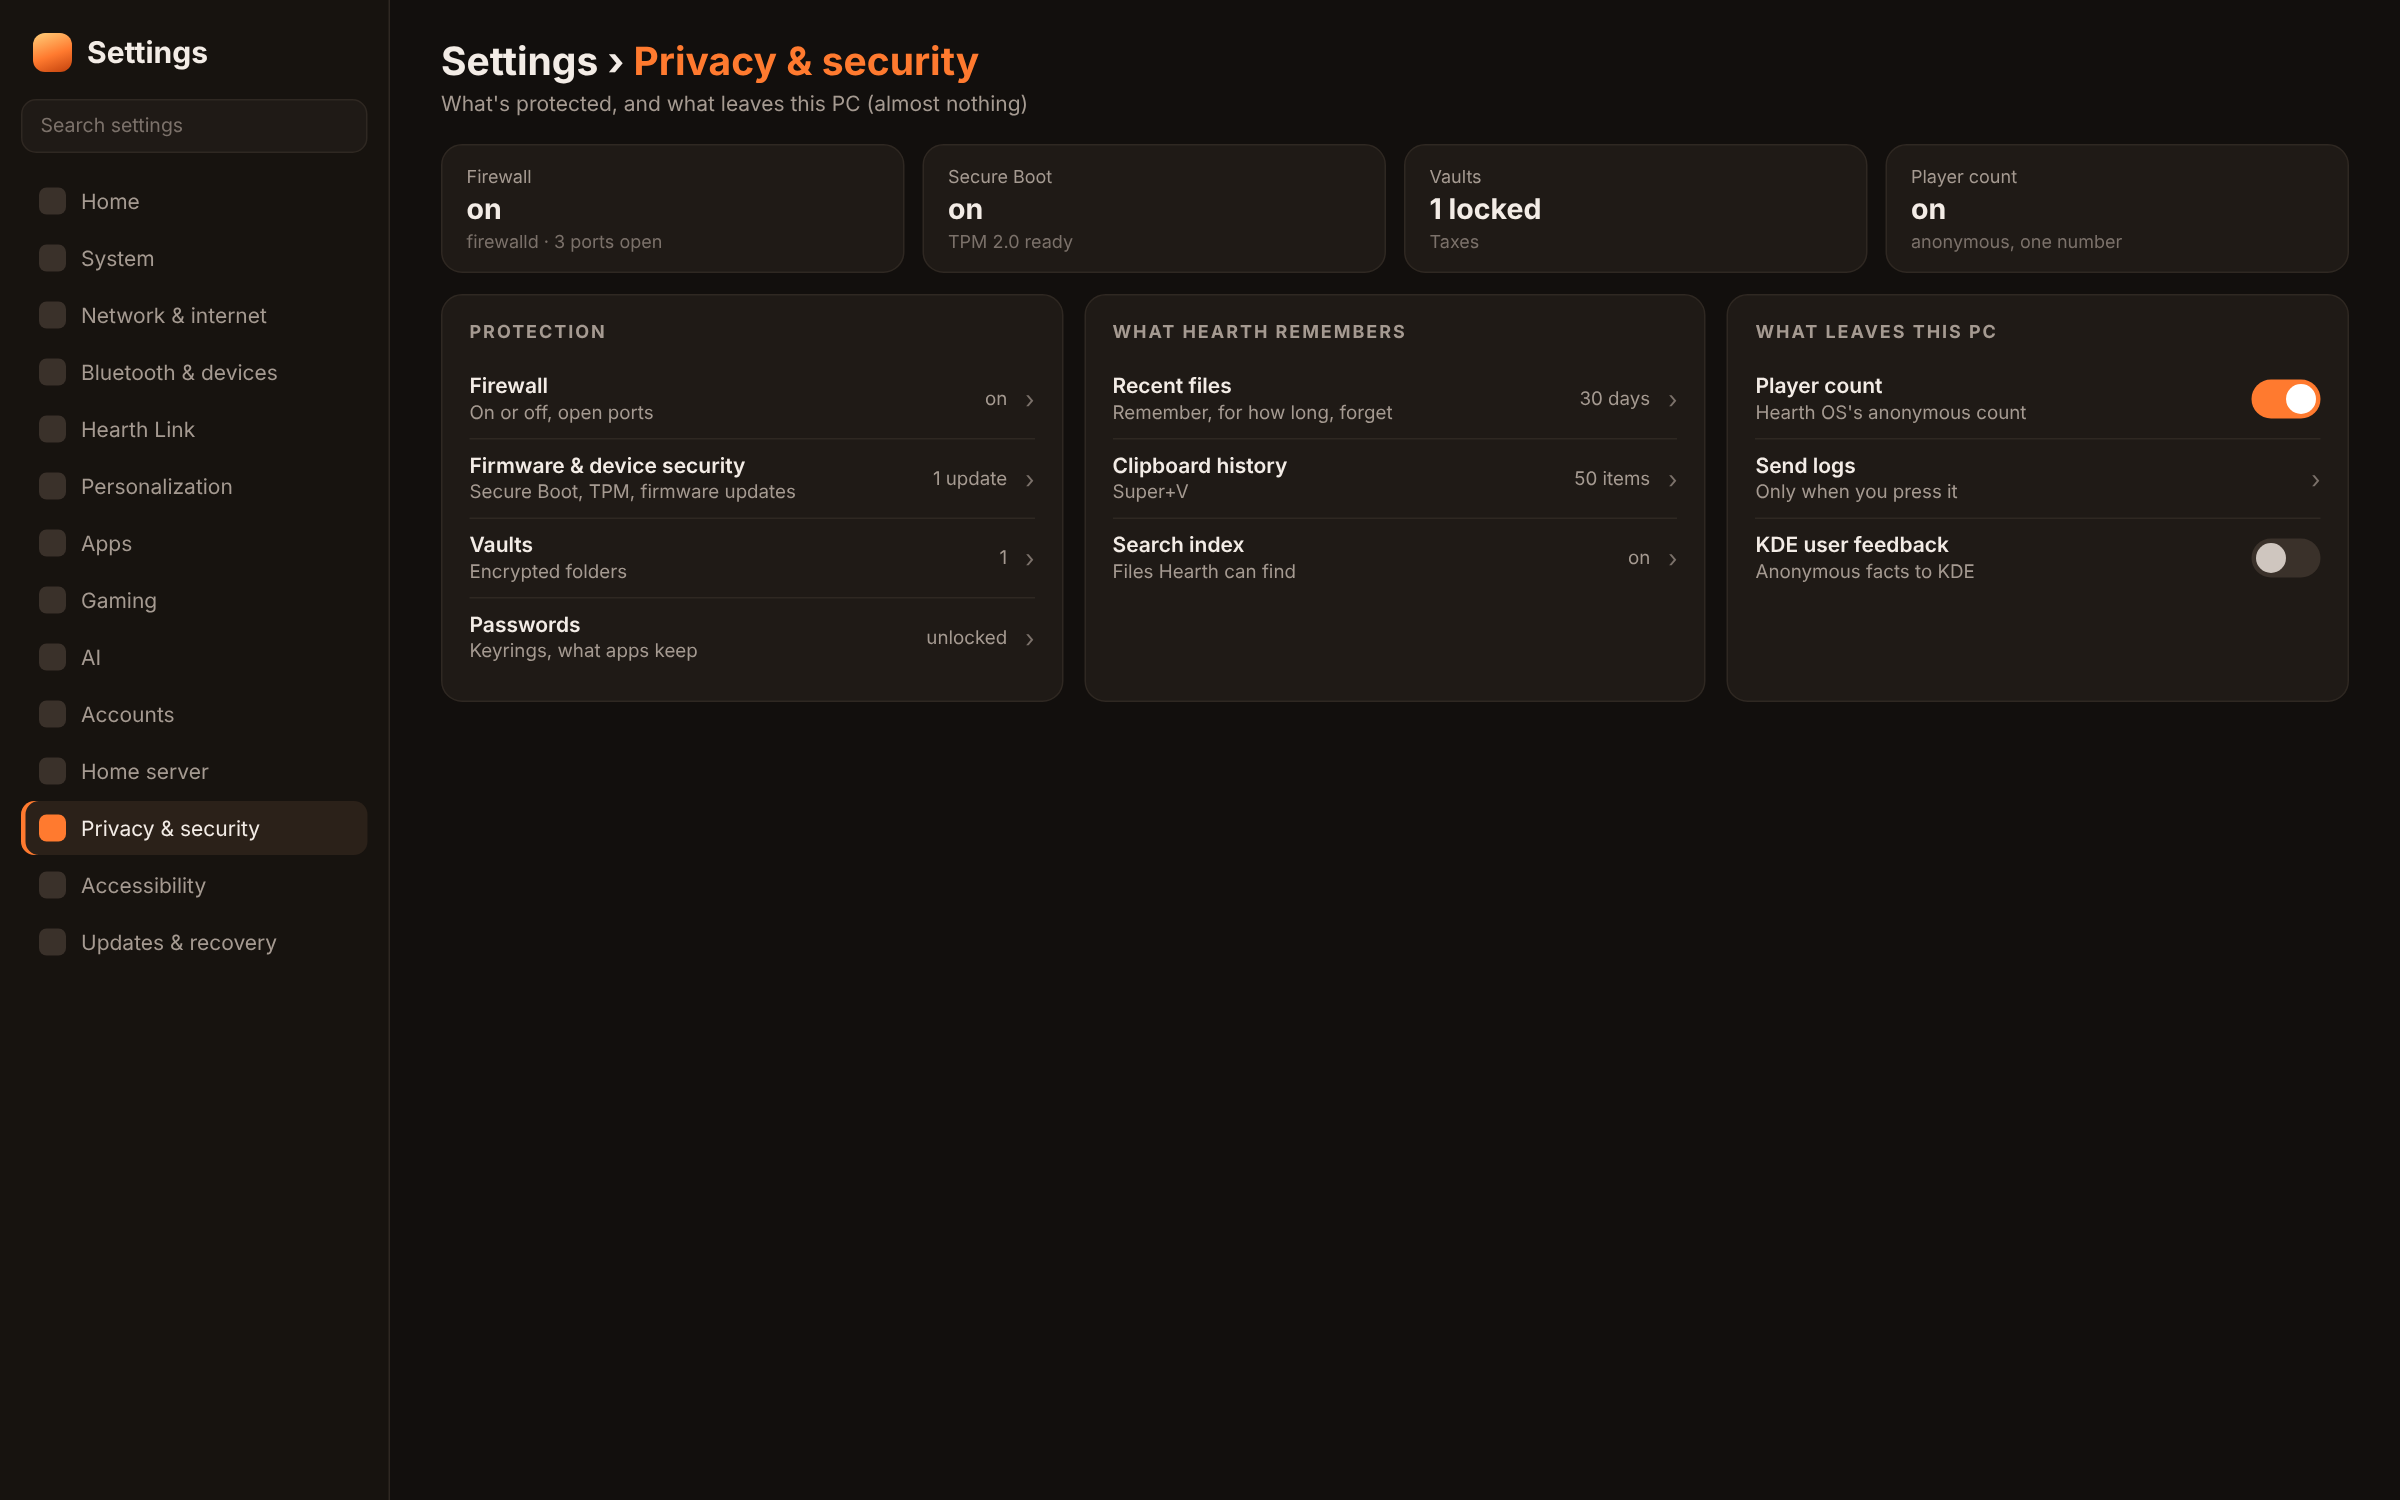 Settings
Search settings
Home
System
Network & internet
Bluetooth & devices
Hearth Link
Personalization
Apps
Gaming
AI
Accounts
Home server
Privacy & security
Accessibility
Updates & recovery
Settings › Privacy & security
What's protected, and what leaves this PC (almost nothing)
Firewall
on
firewalld · 3 ports open
Secure Boot
on
TPM 2.0 ready
Vaults
1 locked
Taxes
Player count
on
anonymous, one number
PROTECTION
Firewall
On or off, open ports
on ›
Firmware & device security
Secure Boot, TPM, firmware updates
1 update ›
Vaults
Encrypted folders
1 ›
Passwords
Keyrings, what apps keep
unlocked ›
WHAT HEARTH REMEMBERS
Recent files
Remember, for how long, forget
30 days ›
Clipboard history
Super+V
50 items ›
Search index
Files Hearth can find
on ›
WHAT LEAVES THIS PC
Player count
Hearth OS's anonymous count
Send logs
Only when you press it
›
KDE user feedback
Anonymous facts to KDE